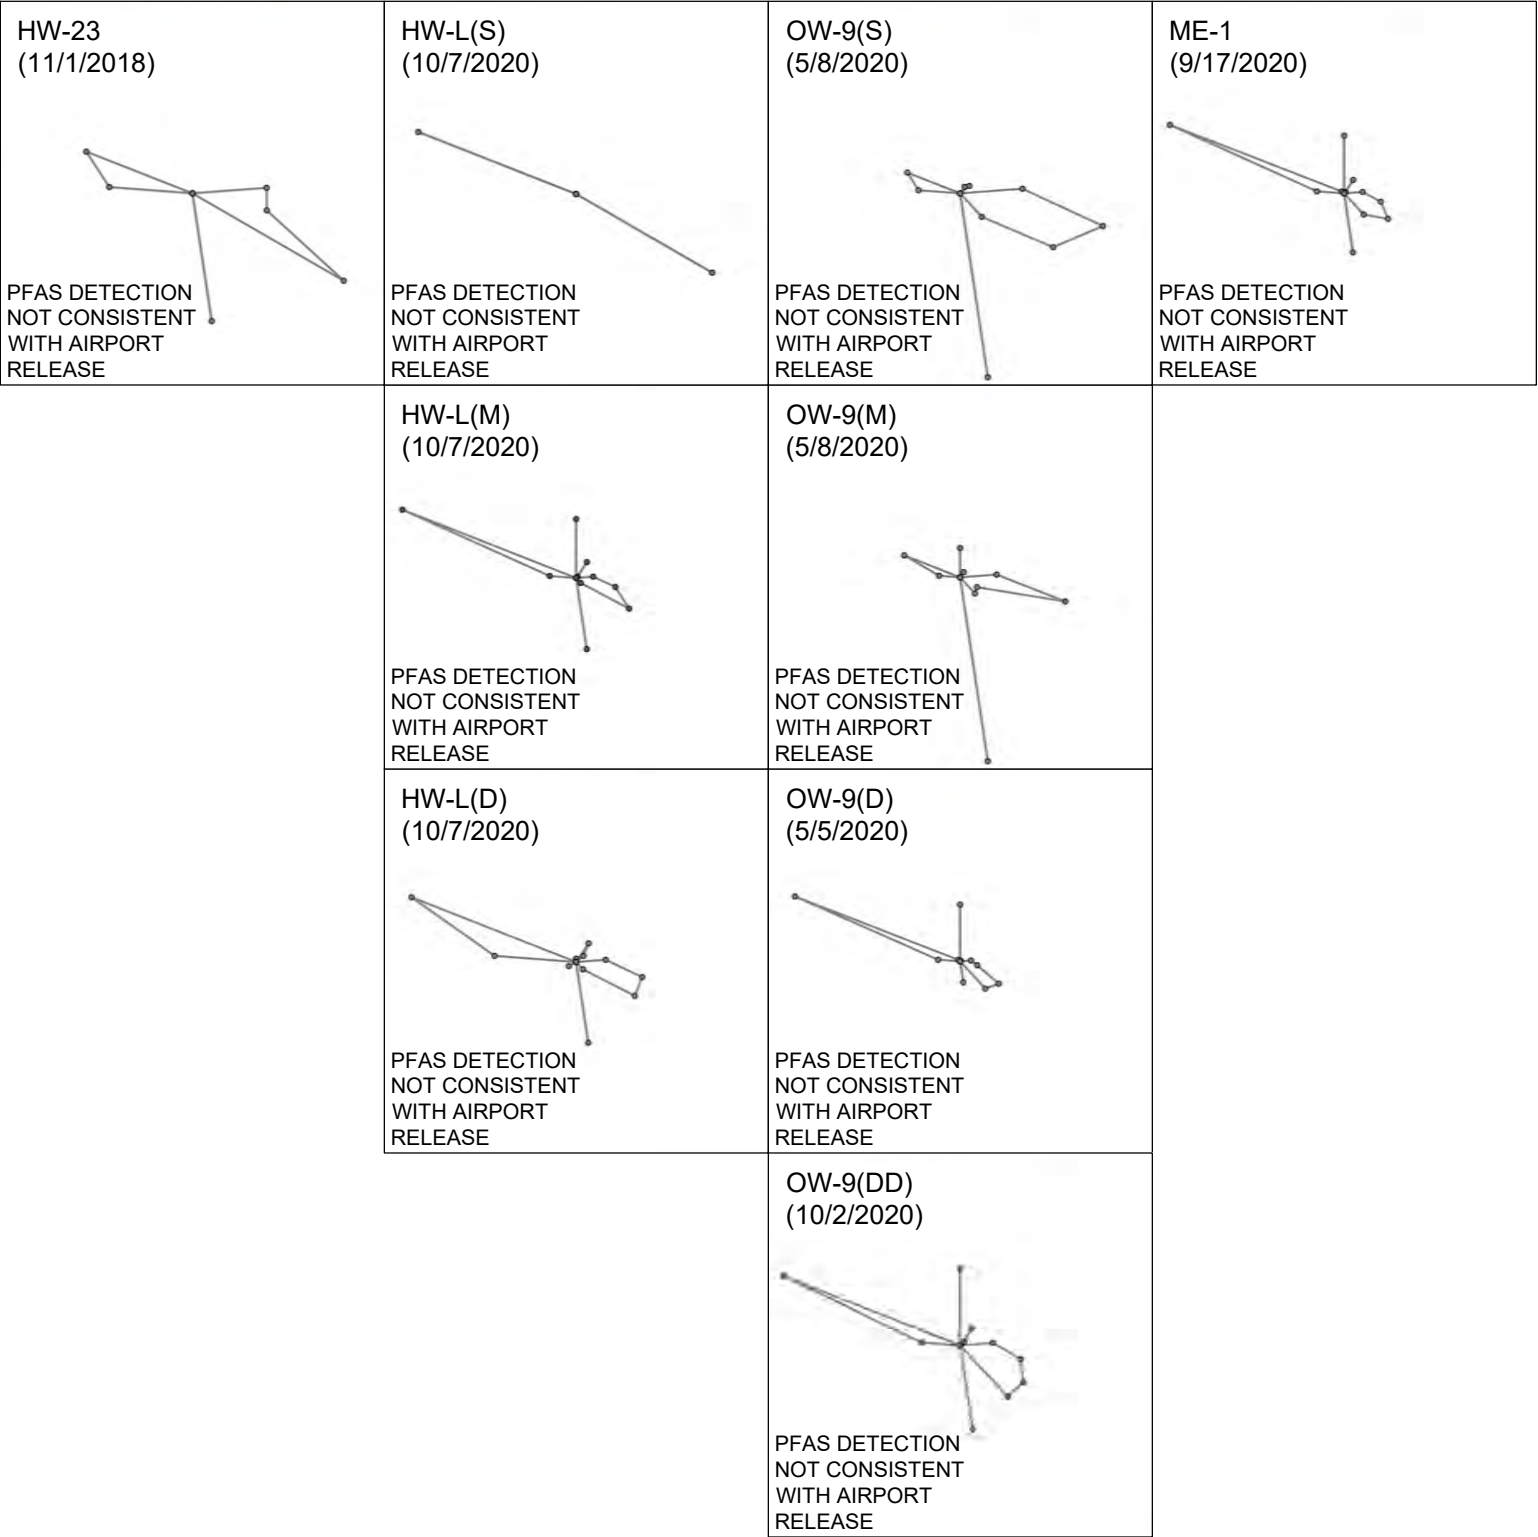 HW-23
(11/1/2018)
PFAS DETECTION
NOT CONSISTENT
WITH AIRPORT
RELEASE
HW-L(S)
(10/7/2020)
PFAS DETECTION
NOT CONSISTENT
WITH AIRPORT
RELEASE
OW-9(S)
(5/8/2020)
PFAS DETECTION
NOT CONSISTENT
WITH AIRPORT
RELEASE
ME-1
(9/17/2020)
PFAS DETECTION
NOT CONSISTENT
WITH AIRPORT
RELEASE
HW-L(M)
(10/7/2020)
PFAS DETECTION
NOT CONSISTENT
WITH AIRPORT
RELEASE
OW-9(M)
(5/8/2020)
PFAS DETECTION
NOT CONSISTENT
WITH AIRPORT
RELEASE
HW-L(D)
(10/7/2020)
PFAS DETECTION
NOT CONSISTENT
WITH AIRPORT
RELEASE
OW-9(D)
(5/5/2020)
PFAS DETECTION
NOT CONSISTENT
WITH AIRPORT
RELEASE
OW-9(DD)
(10/2/2020)
PFAS DETECTION
NOT CONSISTENT
WITH AIRPORT
RELEASE